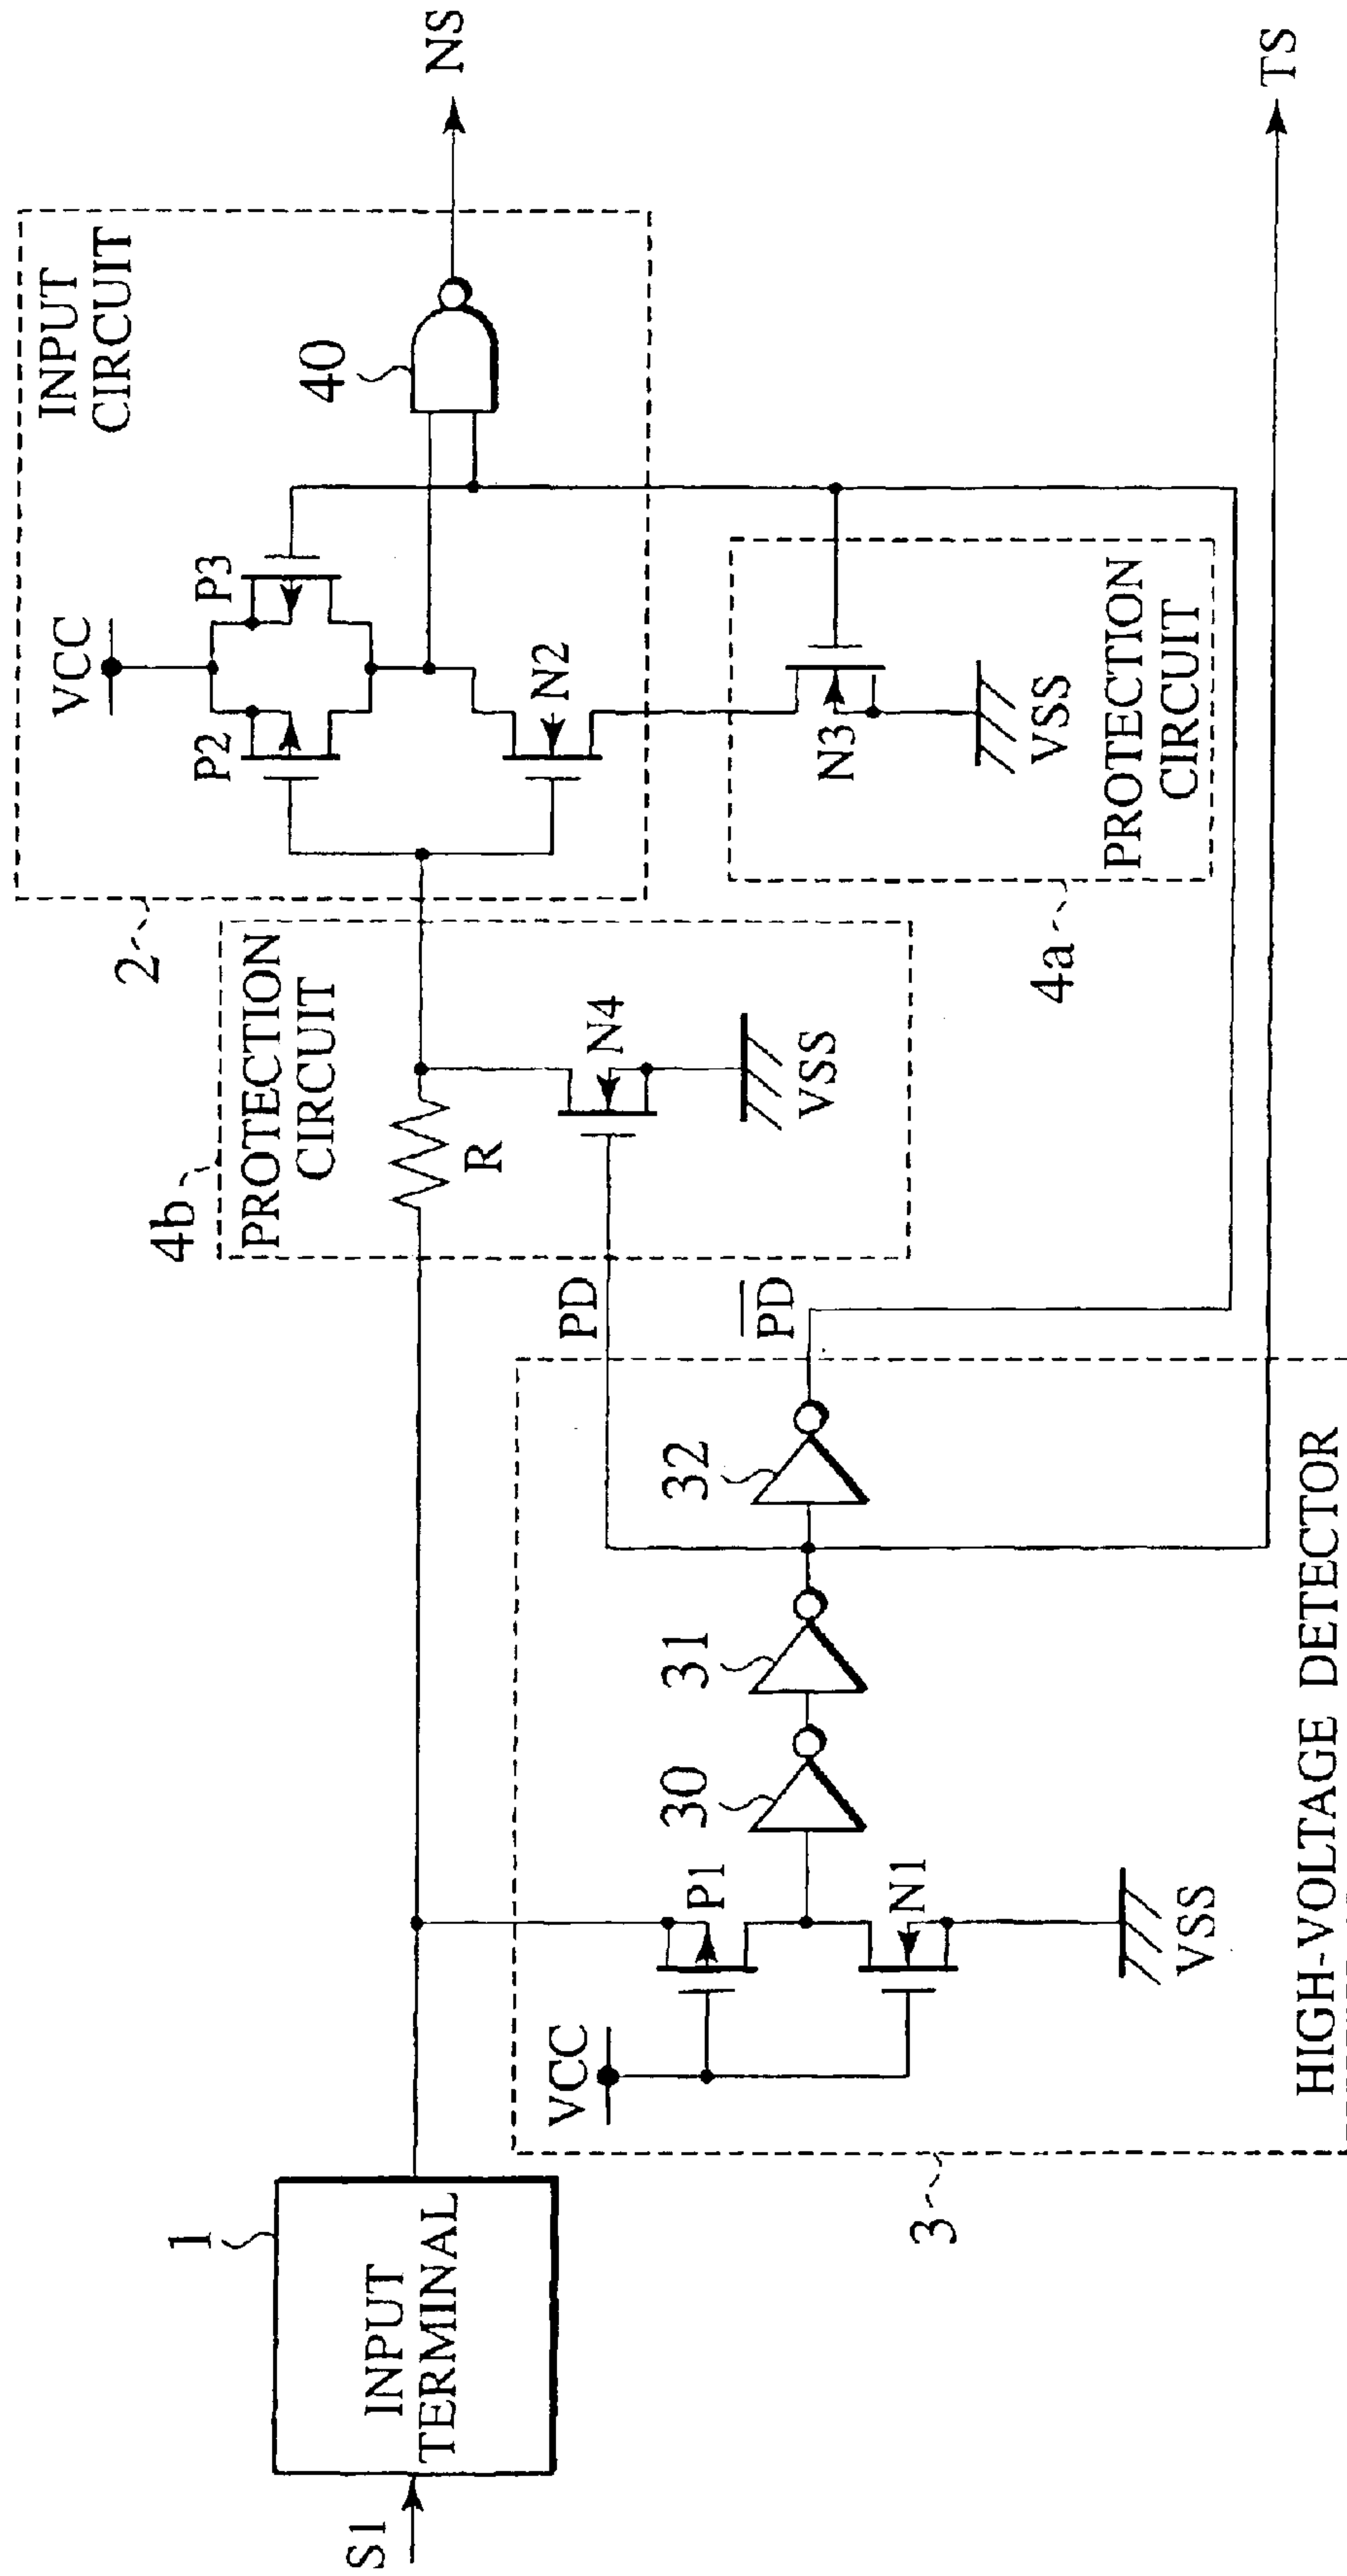 S1
INPUT
TERMINAL
1
4b
PROTECTION
CIRCUIT
R
N4
VSS
PD
PD
2
INPUT
CIRCUIT
VCC
P2
P3
N2
40
NS
4a
PROTECTION
CIRCUIT
N3
VSS
3
VCC
P1
N1
VSS
30
31
32
HIGH-VOLTAGE DETECTOR
TS